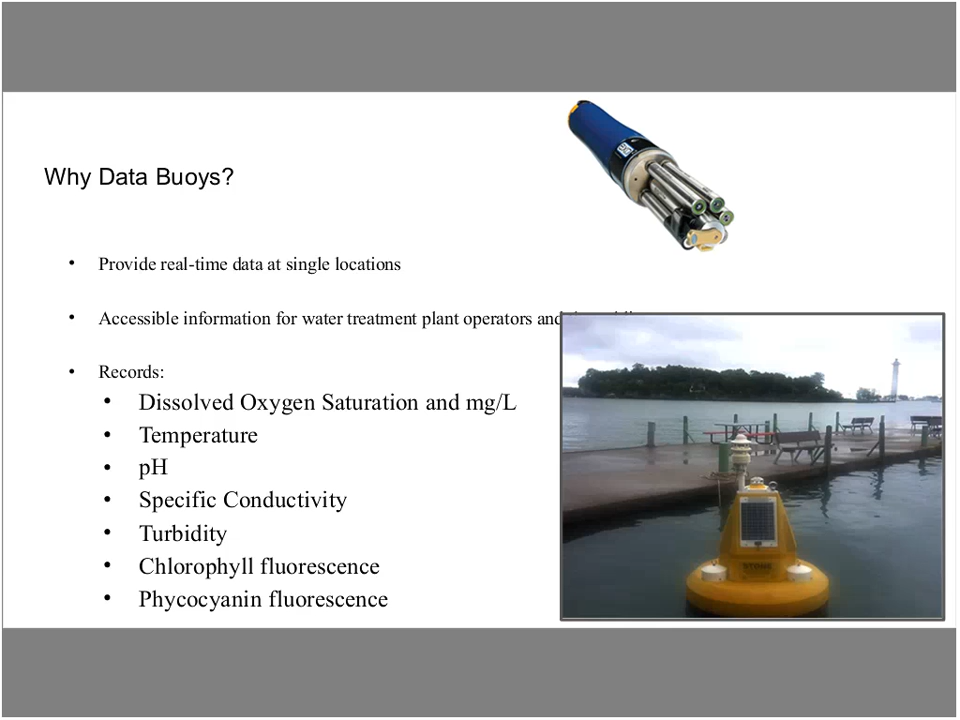 Why Data Buoys?
• Provide real-time data at single locations
• Accessible information for water treatment plant operators and
• Records:
• Dissolved Oxygen Saturation and mg/L
• Temperature
• pH
• Specific Conductivity
• Turbidity
• Chlorophyll fluorescence
• Phycocyanin fluorescence